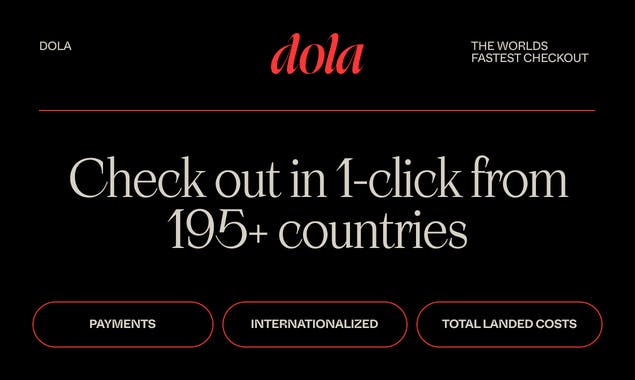 DOLA
dola
THE WORLDS
FASTEST CHECKOUT
Check out in 1-click from
195+ countries
PAYMENTS
INTERNATIONALIZED
TOTAL LANDED COSTS